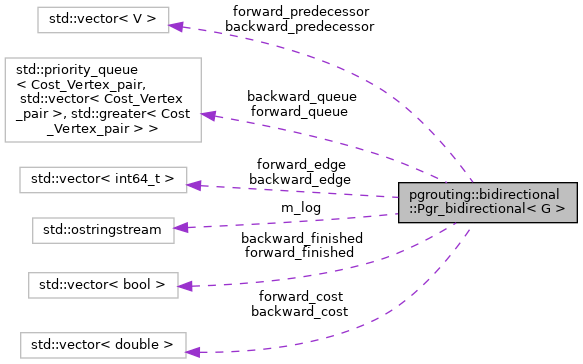 forward_predecessor
backward_predecessor
std::vector< V >
std::priority_queue
< Cost_Vertex_pair,
std::vector< Cost_Vertex
_pair >, std::greater< Cost
_Vertex_pair > >
backward_queue
forward_queue
forward_edge
backward_edge
std::vector< int64_t >
pgrouting::bidirectional
::Pgr_bidirectional< G >
m_log
std::ostringstream
backward_finished
forward_finished
std::vector< bool >
forward_cost
backward_cost
std::vector< double >